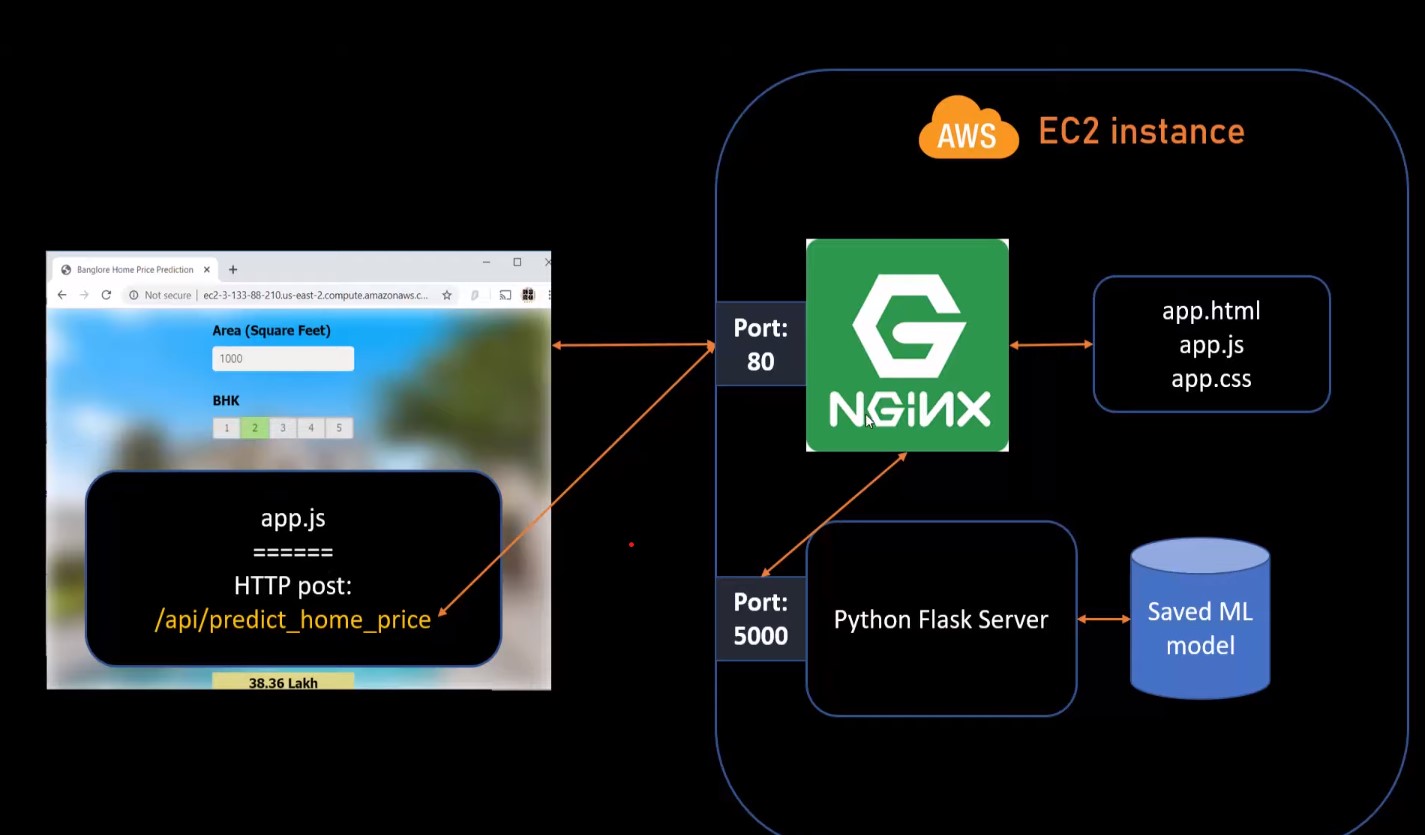 AWS EC2 instance
Banglore Home Price Prediction
Not secure | ec2-3-133-88-210.us-east-2.compute.amazonaws.c...
Area (Square Feet)
1000
BHK
1 2 3 4 5
app.js
======
HTTP post:
/api/predict_home_price
38.36 Lakh
Port:
80
NGiNX
app.html
app.js
app.css
Port:
5000
Python Flask Server
Saved ML
model